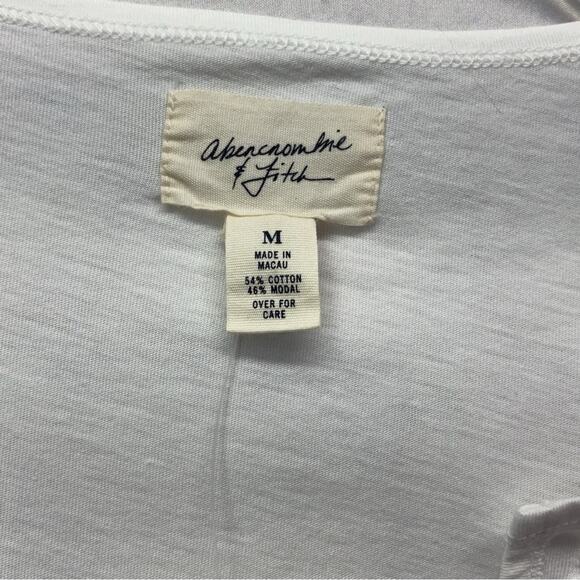 Abercrombie
& Fitch
M
MADE IN
MACAU
54% COTTON
46% MODAL
OVER FOR
CARE